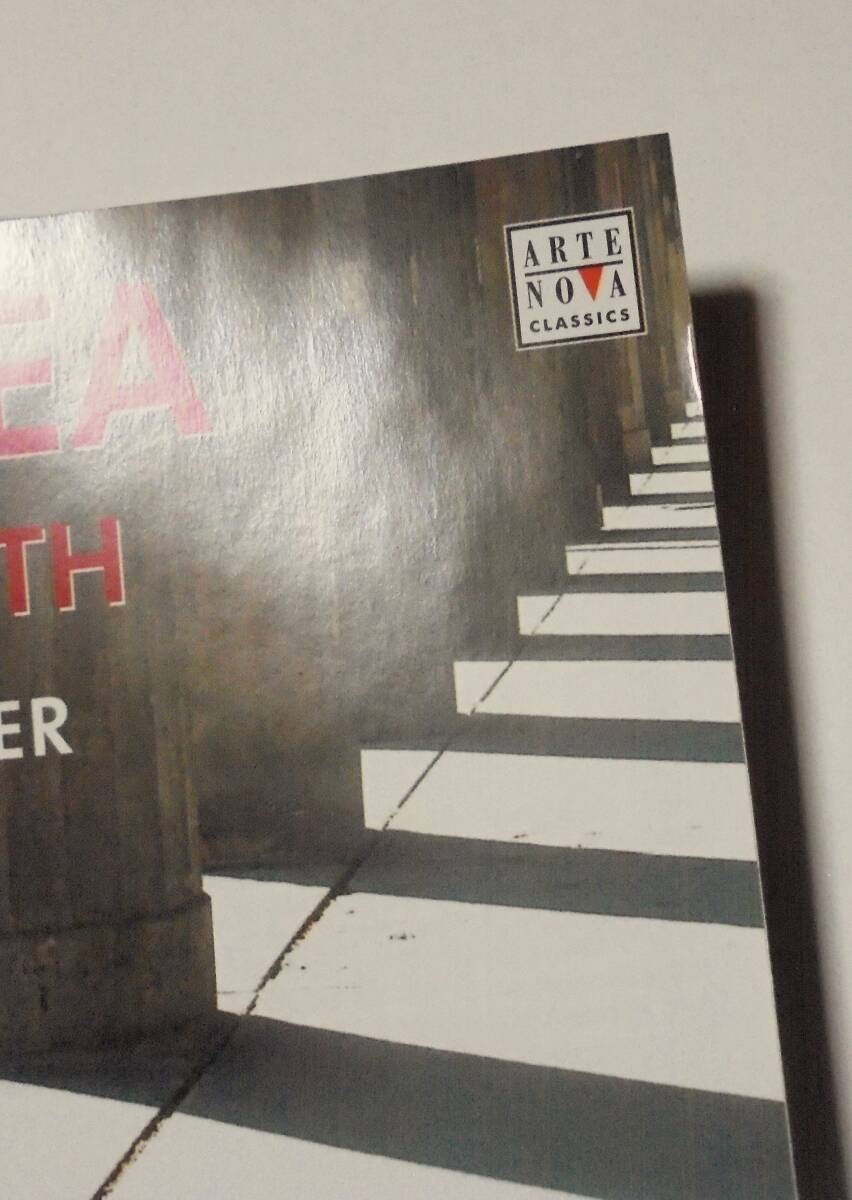 ARTE
NOVA
CLASSICS
EA
TH
ER